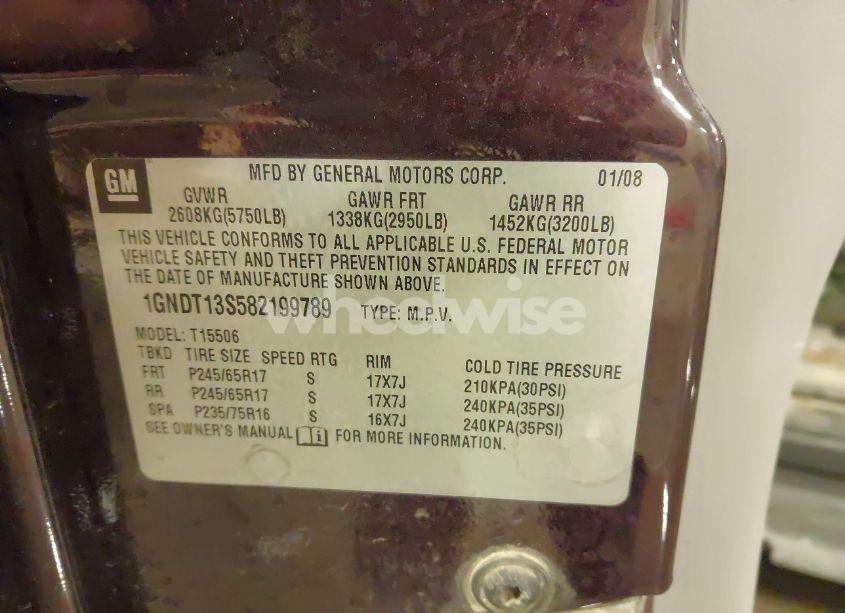 GM
MFD BY GENERAL MOTORS CORP. 01/08
GVWR GAWR FRT GAWR RR
2608KG(5750LB) 1338KG(2950LB) 1452KG(3200LB)
THIS VEHICLE CONFORMS TO ALL APPLICABLE U.S. FEDERAL MOTOR
VEHICLE SAFETY AND THEFT PREVENTION STANDARDS IN EFFECT ON
THE DATE OF MANUFACTURE SHOWN ABOVE.
1GNDT13S582199789 TYPE: M.P.V.
wheelwise
MODEL: T15506
TBKD TIRE SIZE SPEED RTG RIM COLD TIRE PRESSURE
FRT P245/65R17 S 17X7J 210KPA(30PSI)
RR P245/65R17 S 17X7J 240KPA(35PSI)
SPA P235/75R16 S 16X7J 240KPA(35PSI)
SEE OWNER'S MANUAL i FOR MORE INFORMATION.